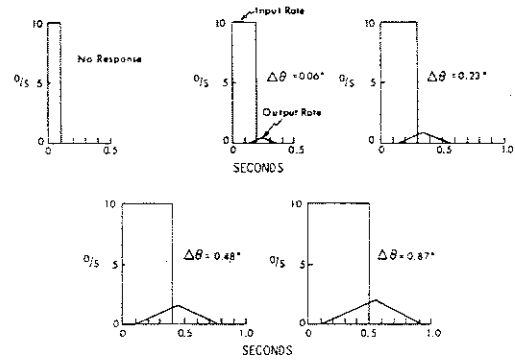 10
5
0
o/s
No Response
0
0.5
Input Rate
10
5
0
o/s
Δθ = 0.06°
Output Rate
0
0.5
SECONDS
10
5
0
o/s
Δθ = 0.23°
0
0.5
1.0
10
5
0
o/s
Δθ = 0.48°
0
0.5
1.0
10
5
0
o/s
Δθ = 0.87°
0
0.5
1.0
SECONDS